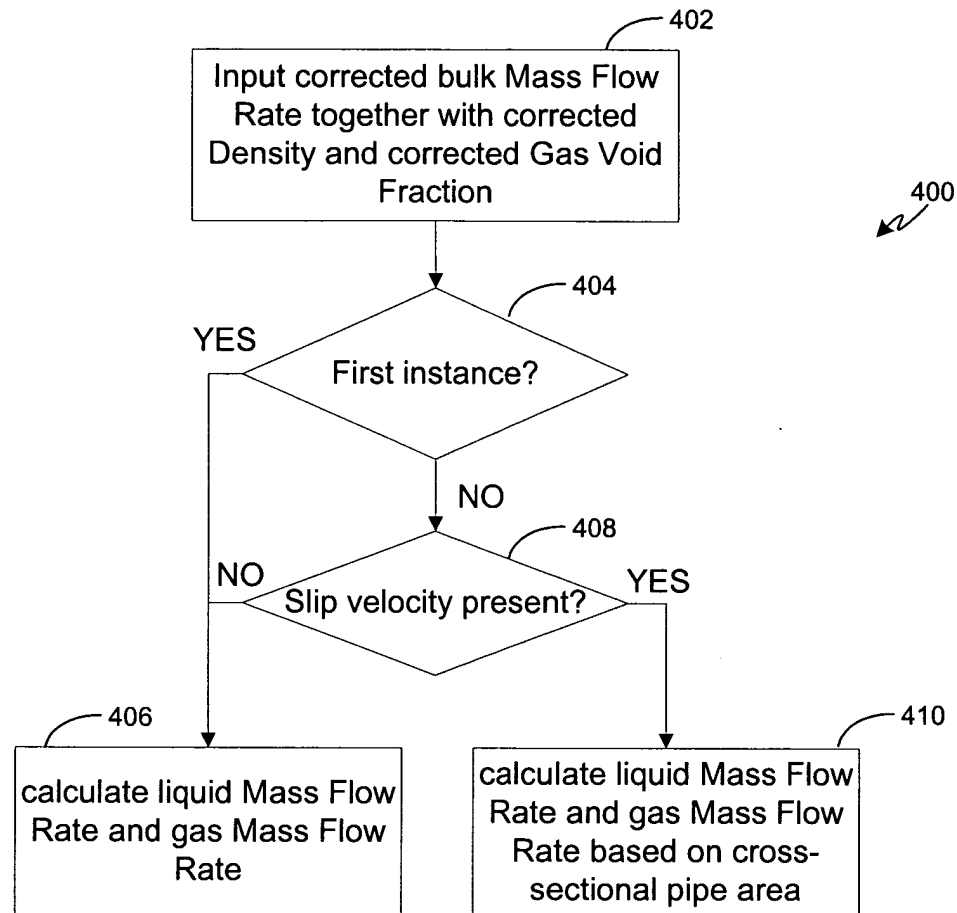 402
Input corrected bulk Mass Flow
Rate together with corrected
Density and corrected Gas Void
Fraction
400
404
YES
First instance?
NO
408
NO
YES
Slip velocity present?
406
410
calculate liquid Mass Flow
Rate and gas Mass Flow
Rate
calculate liquid Mass Flow
Rate and gas Mass Flow
Rate based on cross-
sectional pipe area